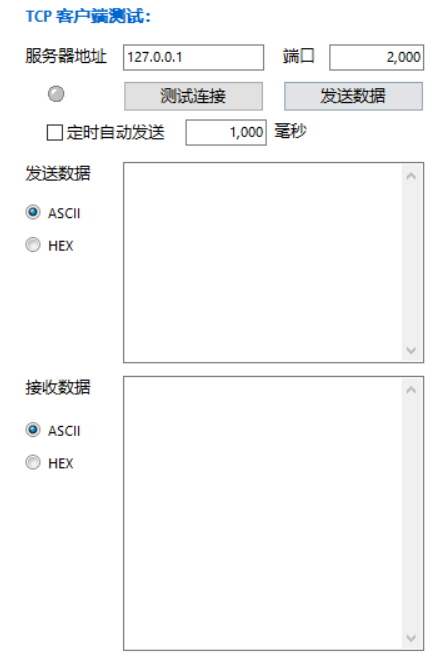 TCP 客户端测试：
服务器地址 127.0.0.1 端口 2,000
测试连接 发送数据
定时自动发送 1,000 毫秒
发送数据
ASCII
HEX
接收数据
ASCII
HEX